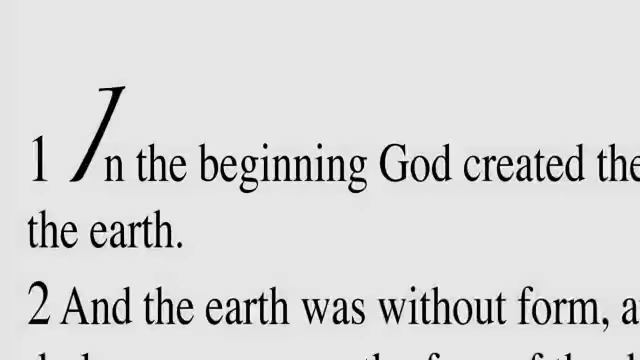 1 In the beginning God created the
the earth.
2 And the earth was without form,